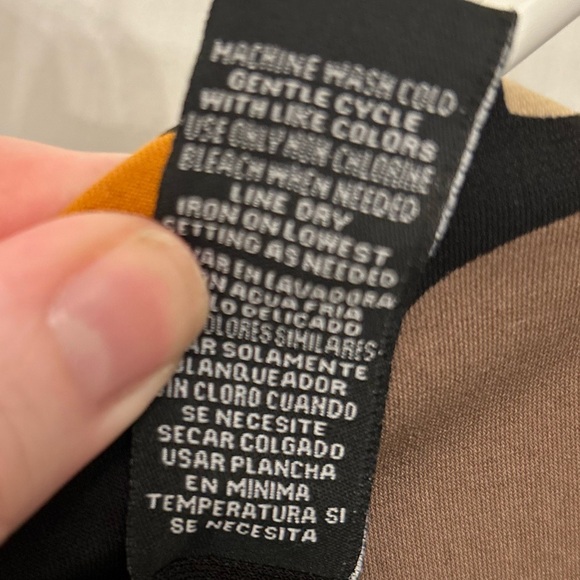 MACHINE WASH COLD
GENTLE CYCLE
WITH LIKE COLORS
USE ONLY NON CHLORINE
BLEACH WHEN NEEDED
LINE DRY
IRON ON LOWEST
SETTING AS NEEDED
EN LAVADORA
AGUA FRIA
DELICADO
SIMILARES
SOLAMENTE
BLANQUEADOR
CLORO CUANDO
SE NECESITE
SECAR COLGADO
USAR PLANCHA
EN MINIMA
TEMPERATURA SI
SE NECESITA